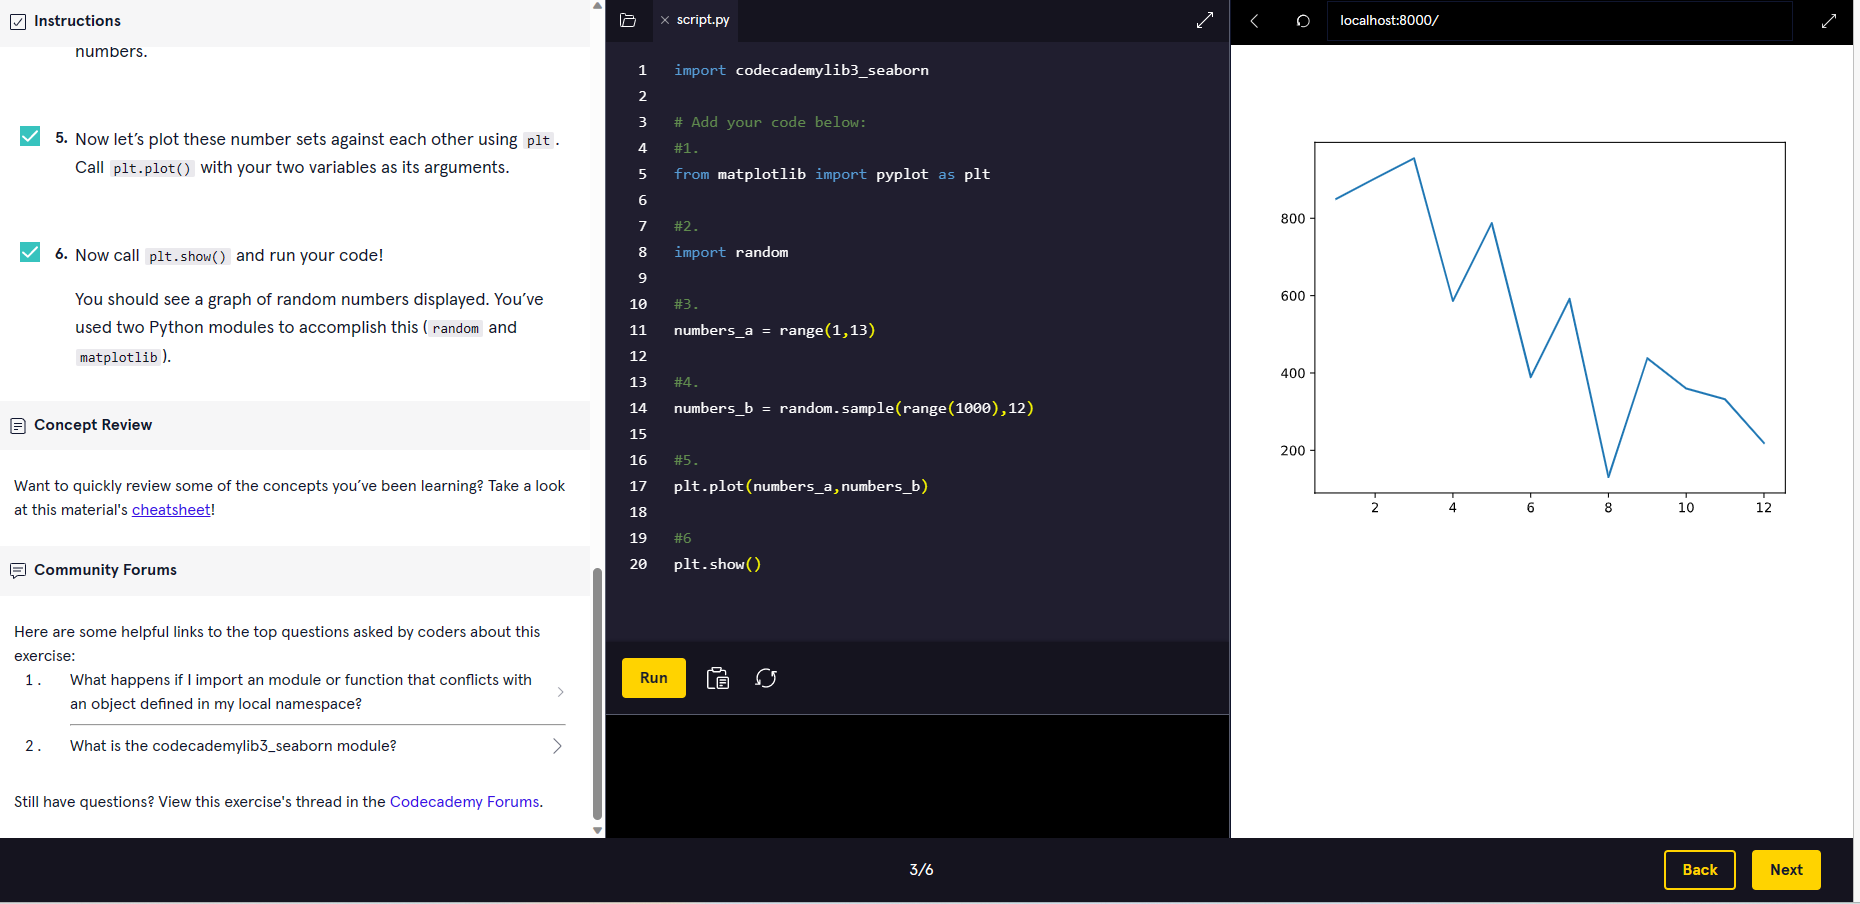 Instructions
numbers.
5. Now let’s plot these number sets against each other using plt.
Call plt.plot() with your two variables as its arguments.
6. Now call plt.show() and run your code!
You should see a graph of random numbers displayed. You’ve
used two Python modules to accomplish this (random and
matplotlib).
Concept Review
Want to quickly review some of the concepts you’ve been learning? Take a look
at this material's cheatsheet!
Community Forums
Here are some helpful links to the top questions asked by coders about this
exercise:
1. What happens if I import an module or function that conflicts with
an object defined in my local namespace?
2. What is the codecademylib3_seaborn module?
Still have questions? View this exercise's thread in the Codecademy Forums.
script.py
1 import codecademylib3_seaborn
2
3 # Add your code below:
4 #1.
5 from matplotlib import pyplot as plt
6
7 #2.
8 import random
9
10 #3.
11 numbers_a = range(1,13)
12
13 #4.
14 numbers_b = random.sample(range(1000),12)
15
16 #5.
17 plt.plot(numbers_a,numbers_b)
18
19 #6
20 plt.show()
Run
localhost:8000/
800
600
400
200
2 4 6 8 10 12
3/6
Back
Next